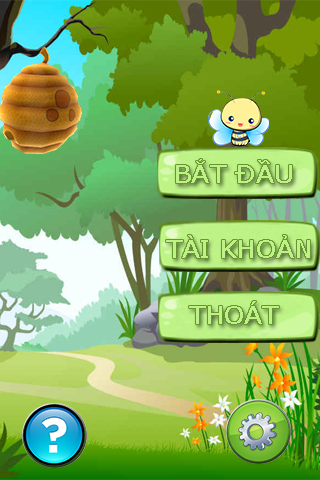 BẮT ĐẦU
TÀI KHOẢN
THOÁT
?